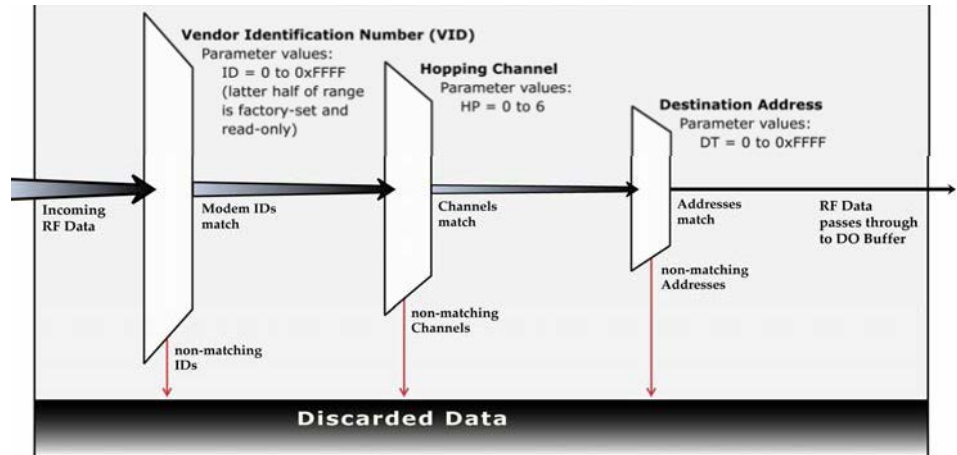 Vendor Identification Number (VID)
Parameter values:
ID = 0 to 0xFFFF
(latter half of range
is factory-set and
read-only)
Hopping Channel
Parameter values:
HP = 0 to 6
Destination Address
Parameter values:
DT = 0 to 0xFFFF
Incoming
RF Data
Modem IDs
match
Channels
match
Addresses
match
RF Data
passes through
to DO Buffer
non-matching
IDs
non-matching
Channels
non-matching
Addresses
Discarded Data